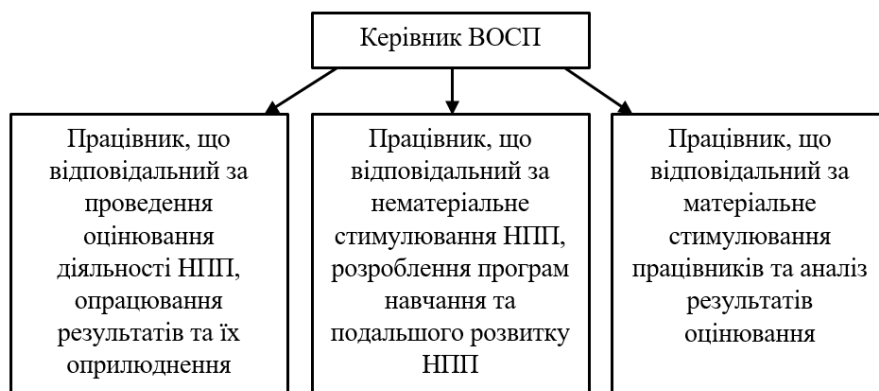 Керівник ВОСП
Працівник, що
відповідальний за
проведення
оцінювання
діяльності НПП,
опрацювання
результатів та їх
оприлюднення
Працівник, що
відповідальний за
нематеріальне
стимулювання НПП,
розроблення програм
навчання та
подальшого розвитку
НПП
Працівник, що
відповідальний за
матеріальне
стимулювання
працівників та аналіз
результатів
оцінювання